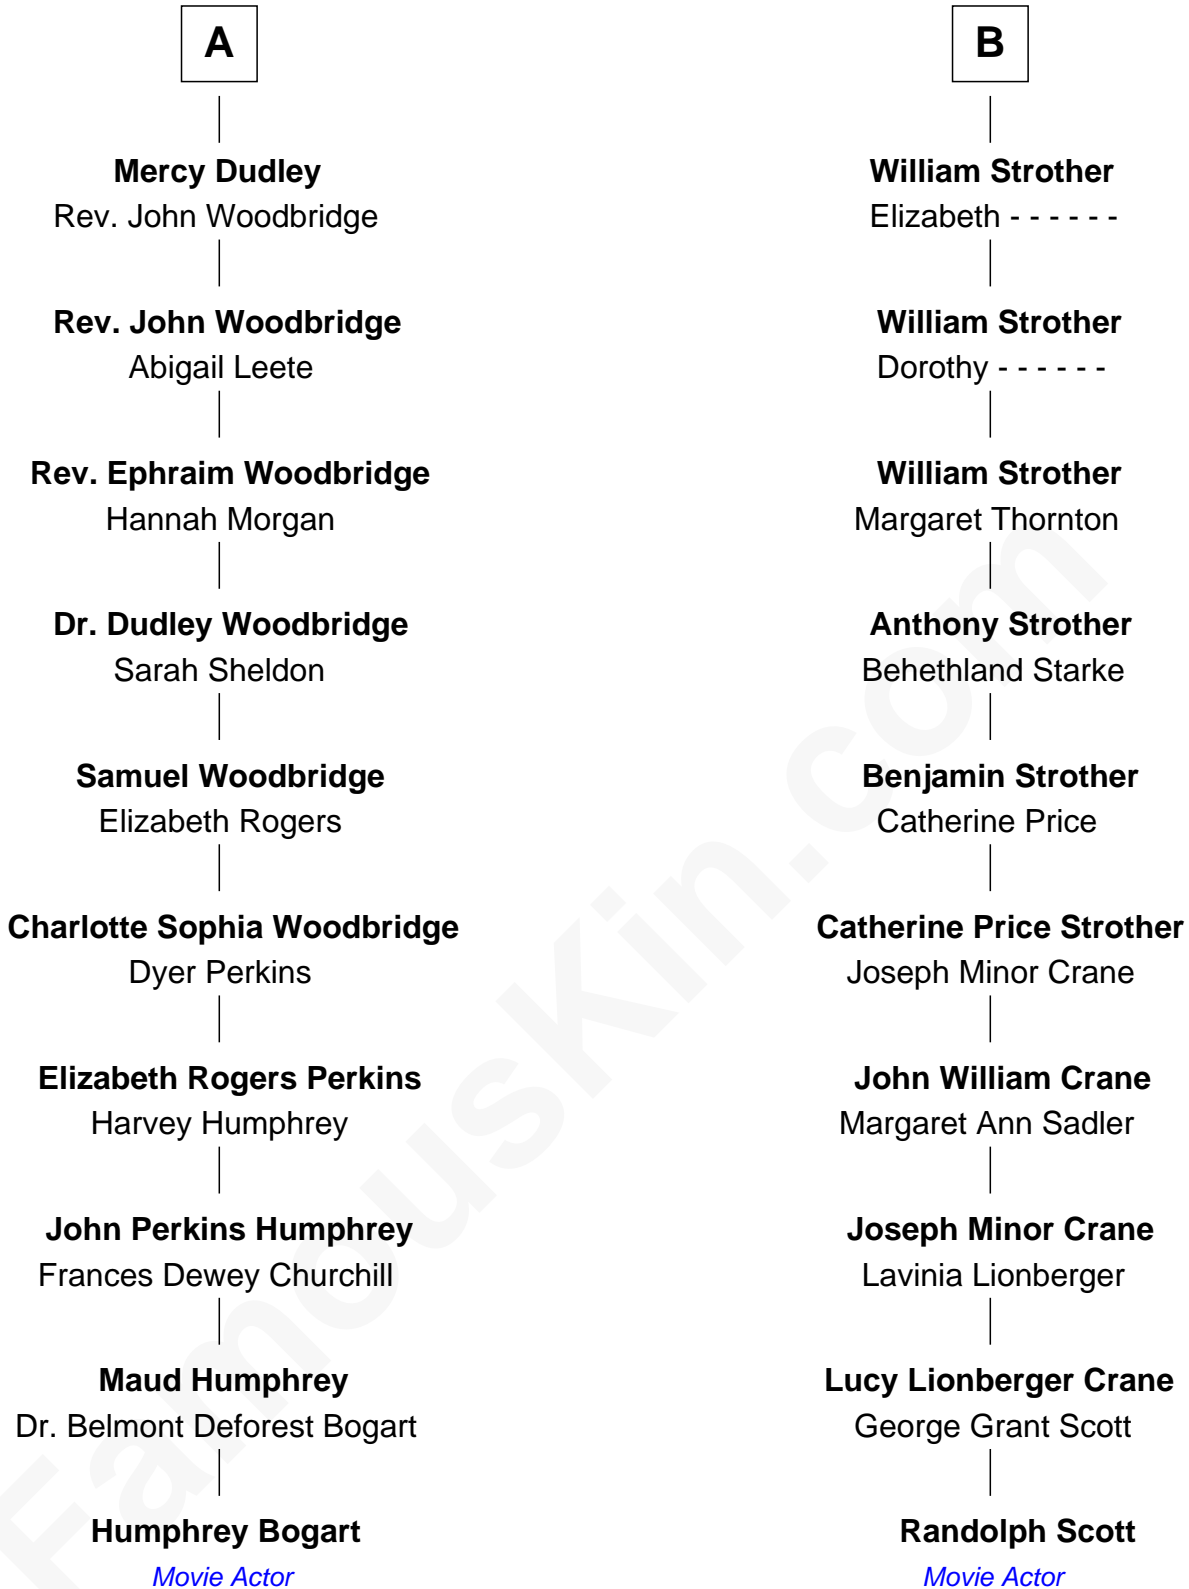 A
Mercy Dudley
Rev. John Woodbridge
Rev. John Woodbridge
Abigail Leete
Rev. Ephraim Woodbridge
Hannah Morgan
Dr. Dudley Woodbridge
Sarah Sheldon
Samuel Woodbridge
Elizabeth Rogers
Charlotte Sophia Woodbridge
Dyer Perkins
Elizabeth Rogers Perkins
Harvey Humphrey
John Perkins Humphrey
Frances Dewey Churchill
Maud Humphrey
Dr. Belmont Deforest Bogart
Humphrey Bogart
Movie Actor
B
William Strother
Elizabeth - - - - - -
William Strother
Dorothy - - - - - -
William Strother
Margaret Thornton
Anthony Strother
Behethland Starke
Benjamin Strother
Catherine Price
Catherine Price Strother
Joseph Minor Crane
John William Crane
Margaret Ann Sadler
Joseph Minor Crane
Lavinia Lionberger
Lucy Lionberger Crane
George Grant Scott
Randolph Scott
Movie Actor
FamousKin.com